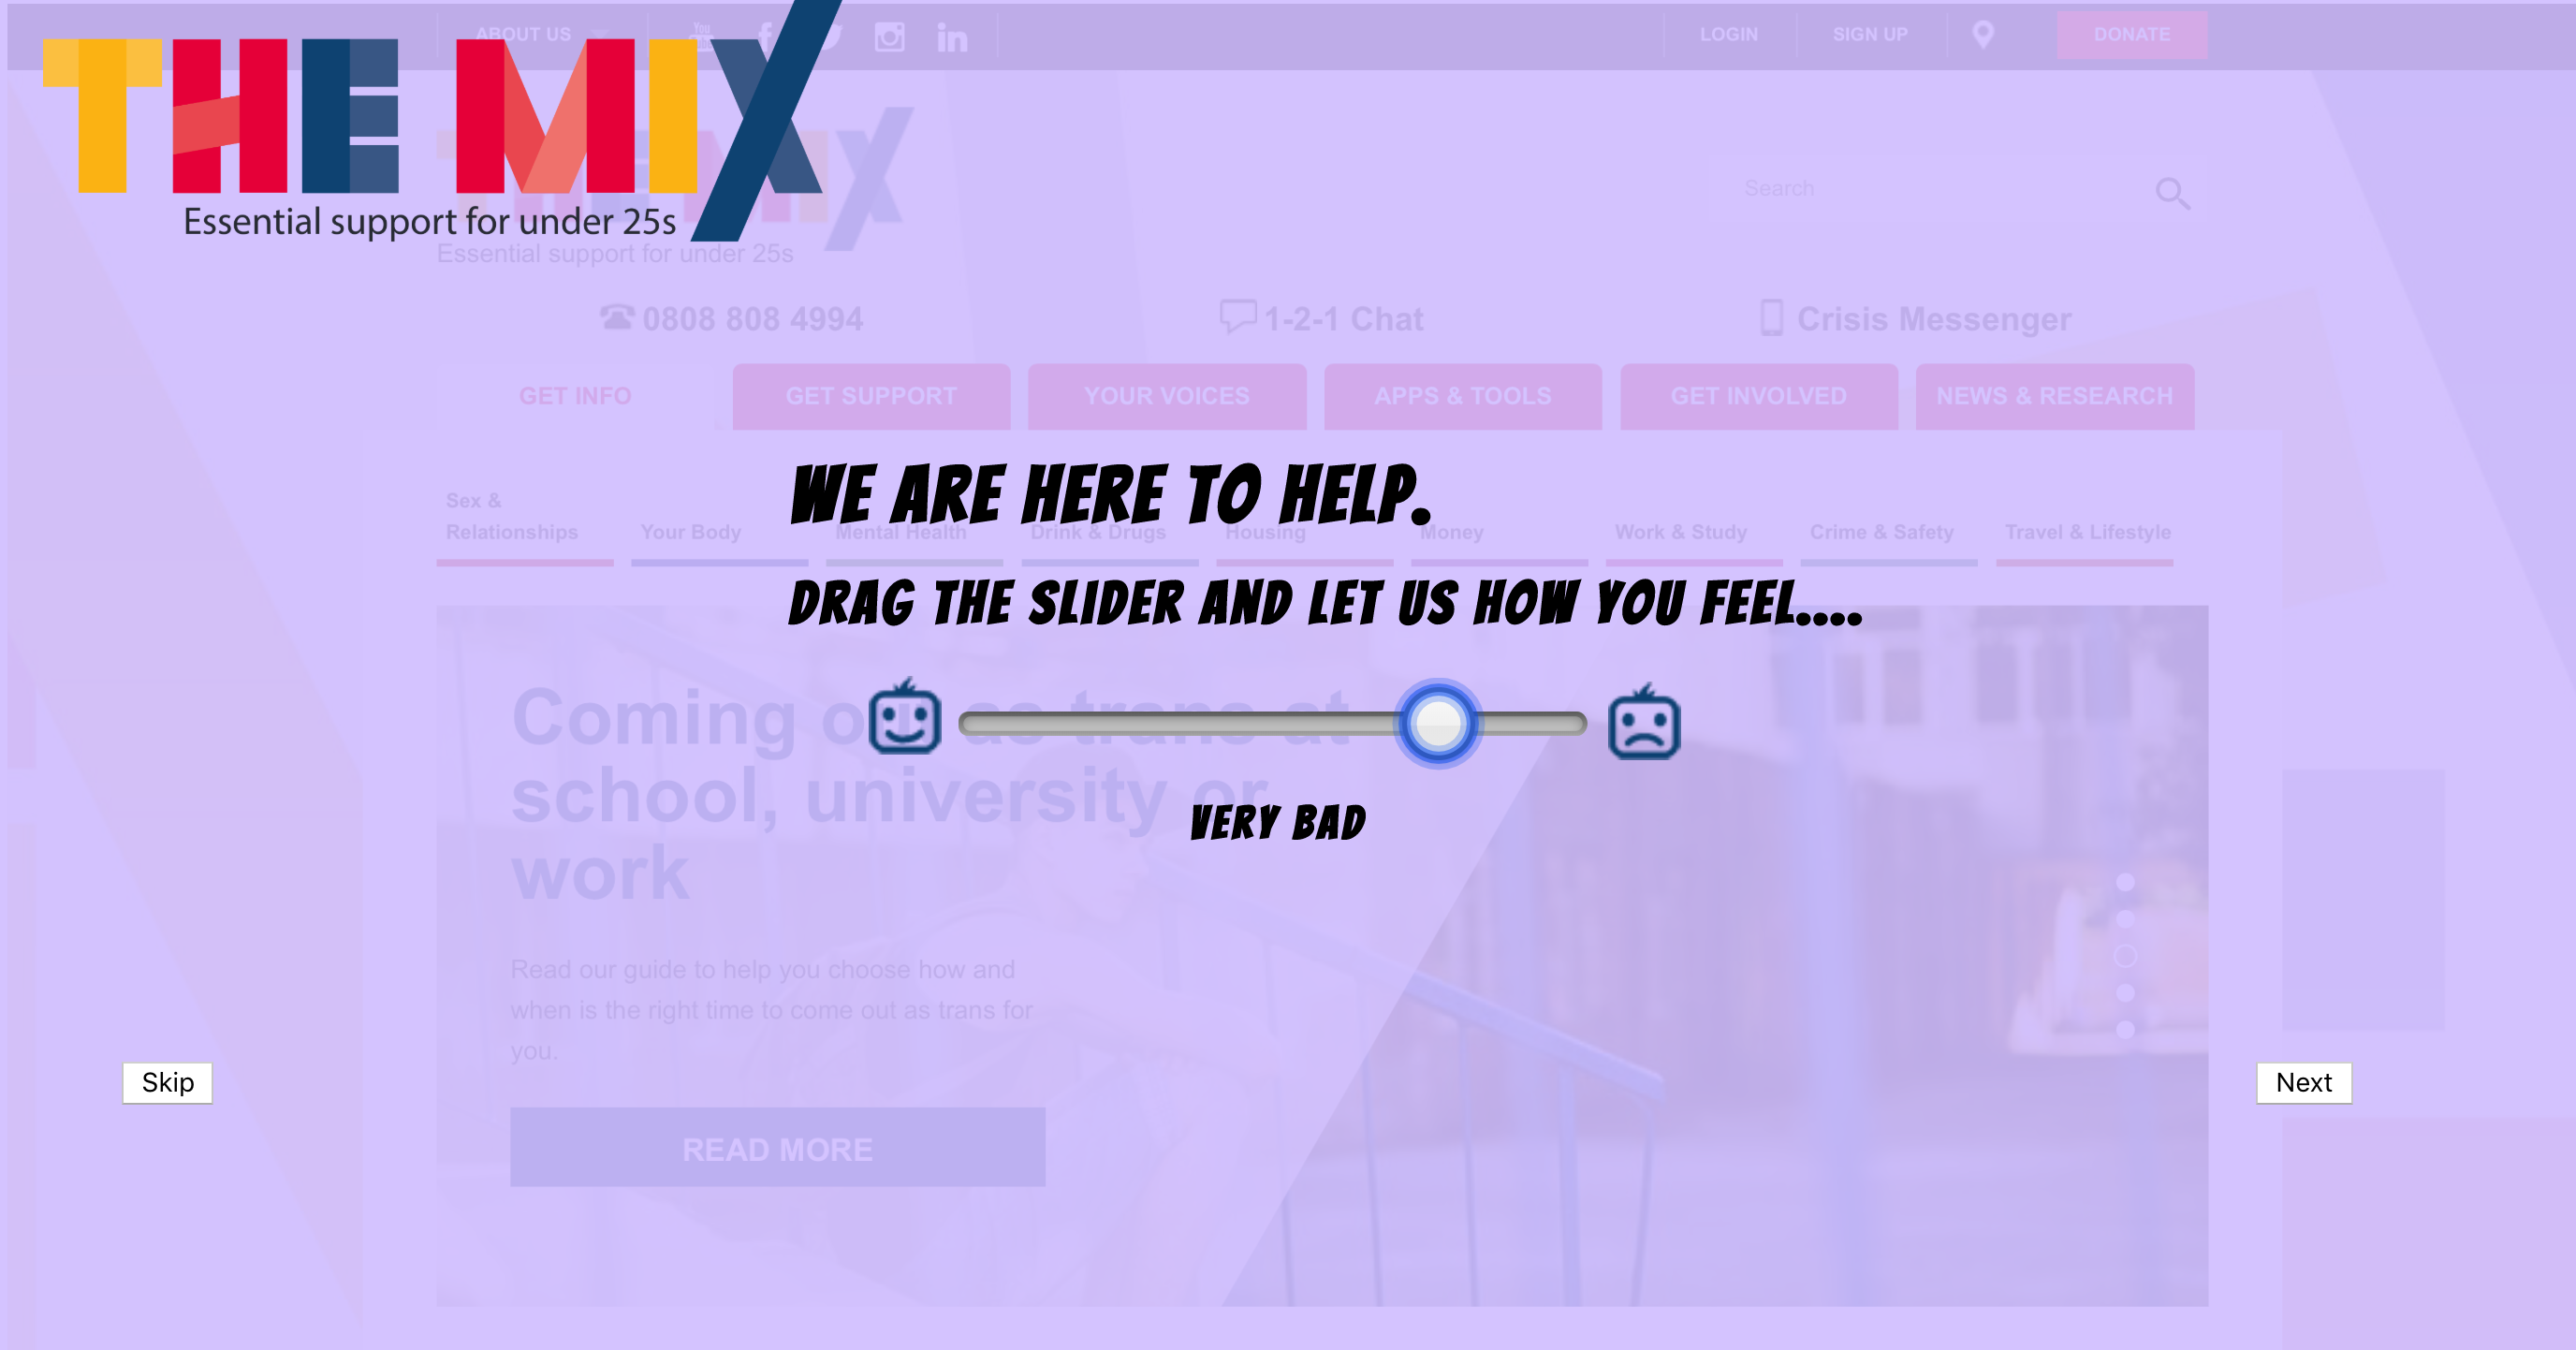 ABOUT US
You
LOGIN
SIGN UP
DONATE
THE MIX
Essential support for under 25s
THE MIX
Essential support for under 25s
Search
0808 808 4994
1-2-1 Chat
Crisis Messenger
GET INFO
GET SUPPORT
YOUR VOICES
APPS & TOOLS
GET INVOLVED
NEWS & RESEARCH
WE ARE HERE TO HELP.
Sex &
Relationships
Your Body
Mental Health
Drink & Drugs
Housing
Money
Work & Study
Crime & Safety
Travel & Lifestyle
DRAG THE SLIDER AND LET US HOW YOU FEEL....
Coming out as trans at
school, university or
work
VERY BAD
Read our guide to help you choose how and
when is the right time to come out as trans for
you.
Skip
Next
READ MORE